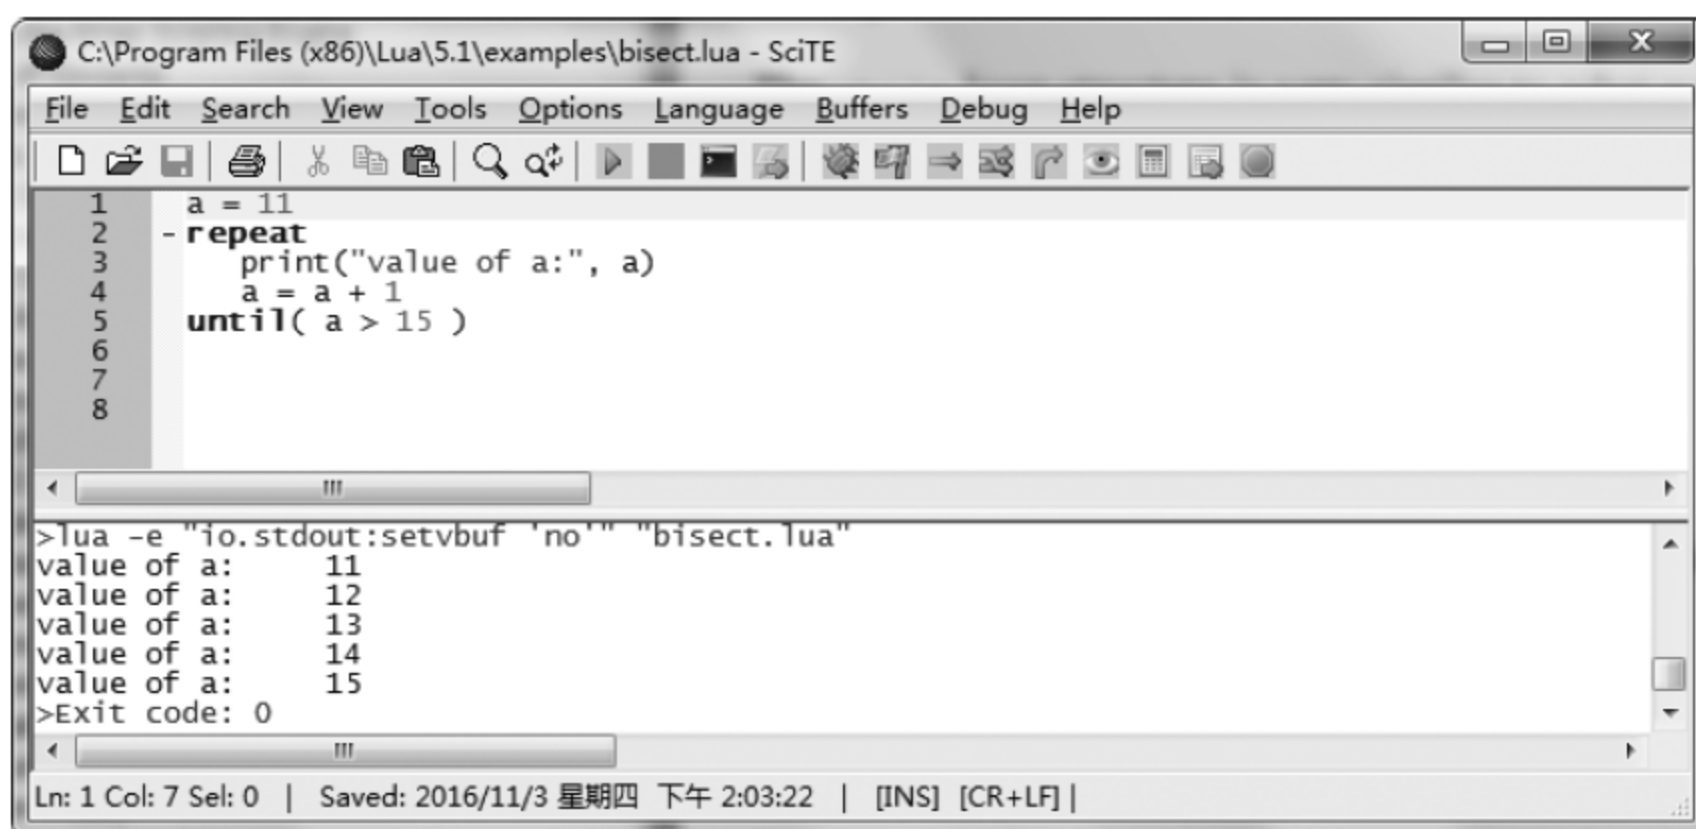 C:\Program Files (x86)\Lua\5.1\examples\bisect.lua - SciTE
File Edit Search View Tools Options Language Buffers Debug Help
1 a = 11
2 - repeat
3 print("value of a:", a)
4 a = a + 1
5 until( a > 15 )
6
7
8
>lua -e "io.stdout:setvbuf 'no'" "bisect.lua"
value of a: 11
value of a: 12
value of a: 13
value of a: 14
value of a: 15
>Exit code: 0
Ln: 1 Col: 7 Sel: 0 | Saved: 2016/11/3 星期四 下午 2:03:22 | [INS] [CR+LF] |